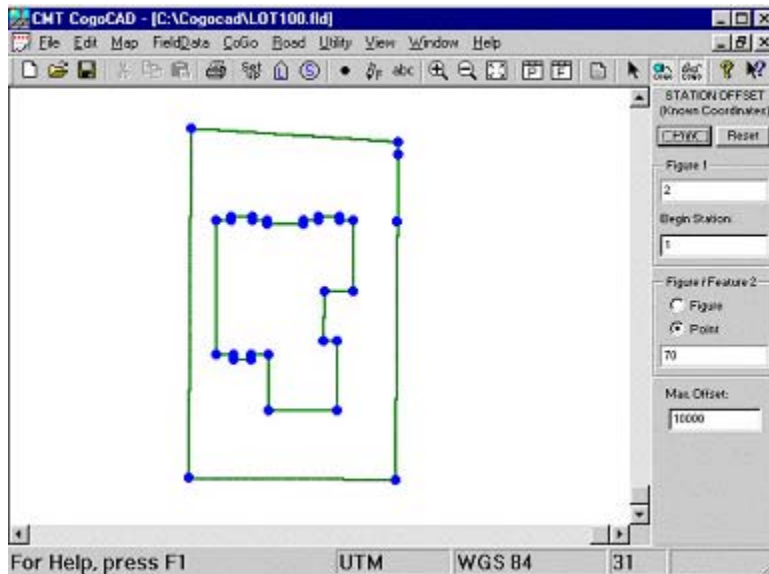 CMT CogoCAD - [C:\Cogocad\LOT100.fld]
File Edit Map FieldData CoGo Road Utility View Window Help
Set abc P F
STATION OFFSET
(Known Coordinates)
Reset
Figure 1
2
Begin Station:
1
Figure / Feature 2
Figure
Point
70
Max. Offset:
10000
For Help, press F1 UTM WGS 84 31